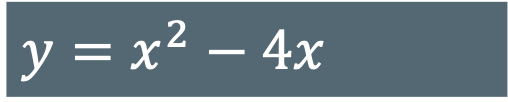 y = x² − 4x